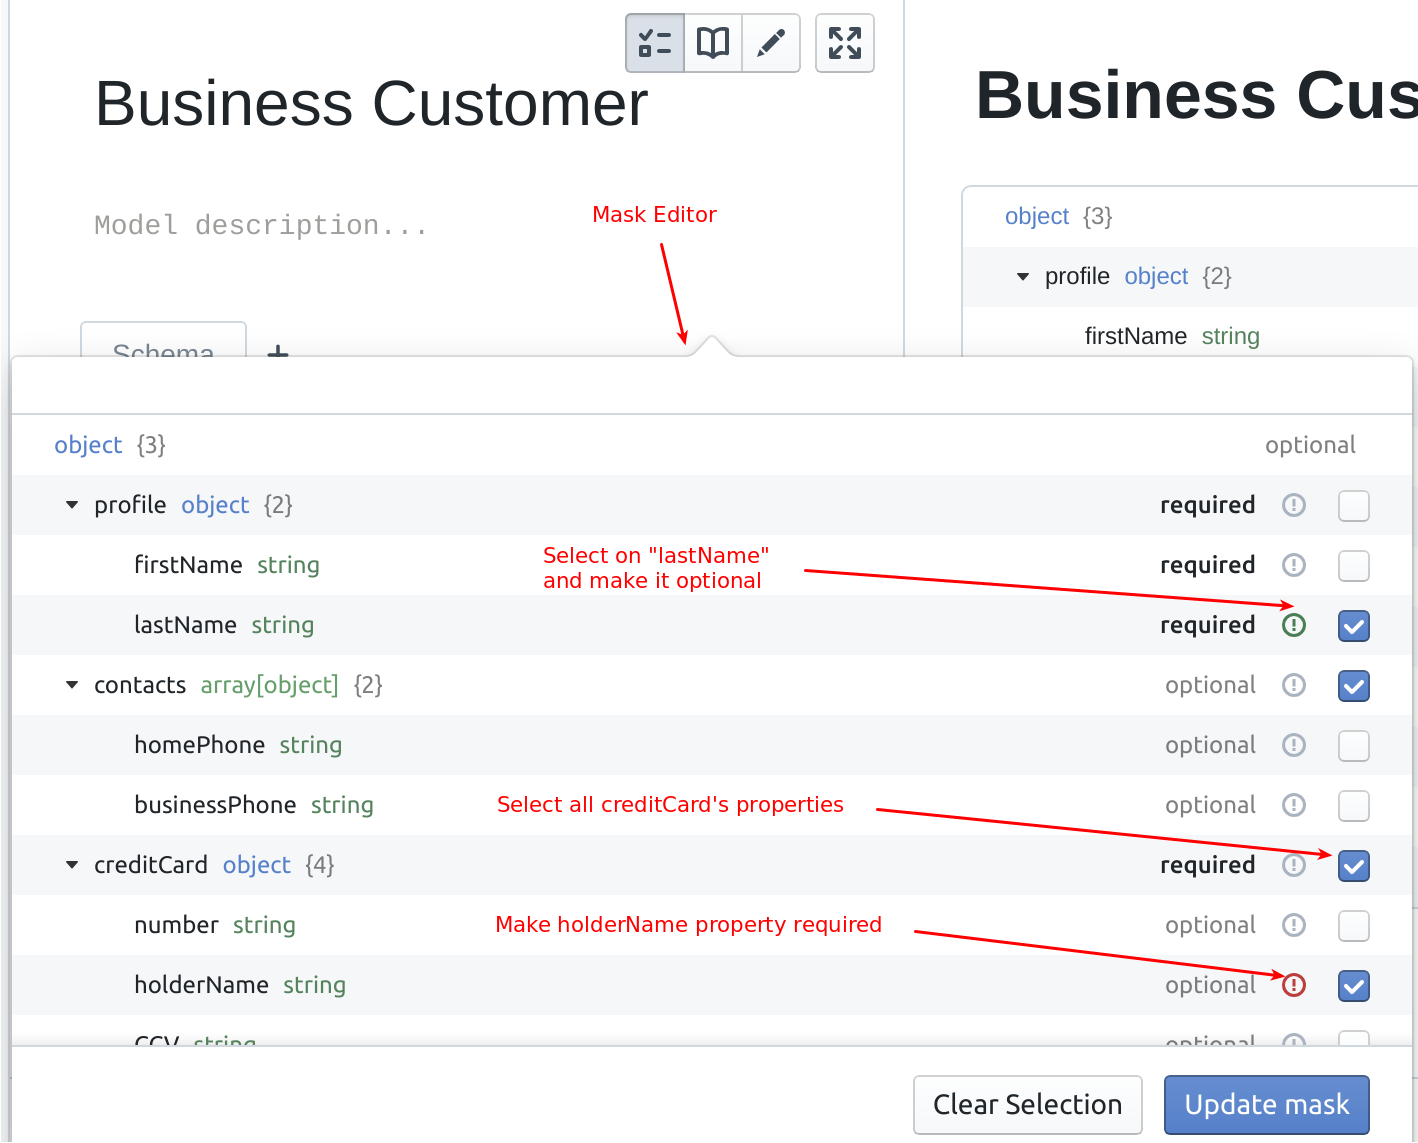 Business Customer
Business Cus
Model description...
Mask Editor
object {3}
profile object {2}
firstName string
Schema +
object {3} optional
profile object {2} required
firstName string required
Select on "lastName"
and make it optional
lastName string required
contacts array[object] {2} optional
homePhone string optional
businessPhone string optional
Select all creditCard's properties
creditCard object {4} required
number string optional
Make holderName property required
holderName string optional
CCV string optional
Clear Selection Update mask